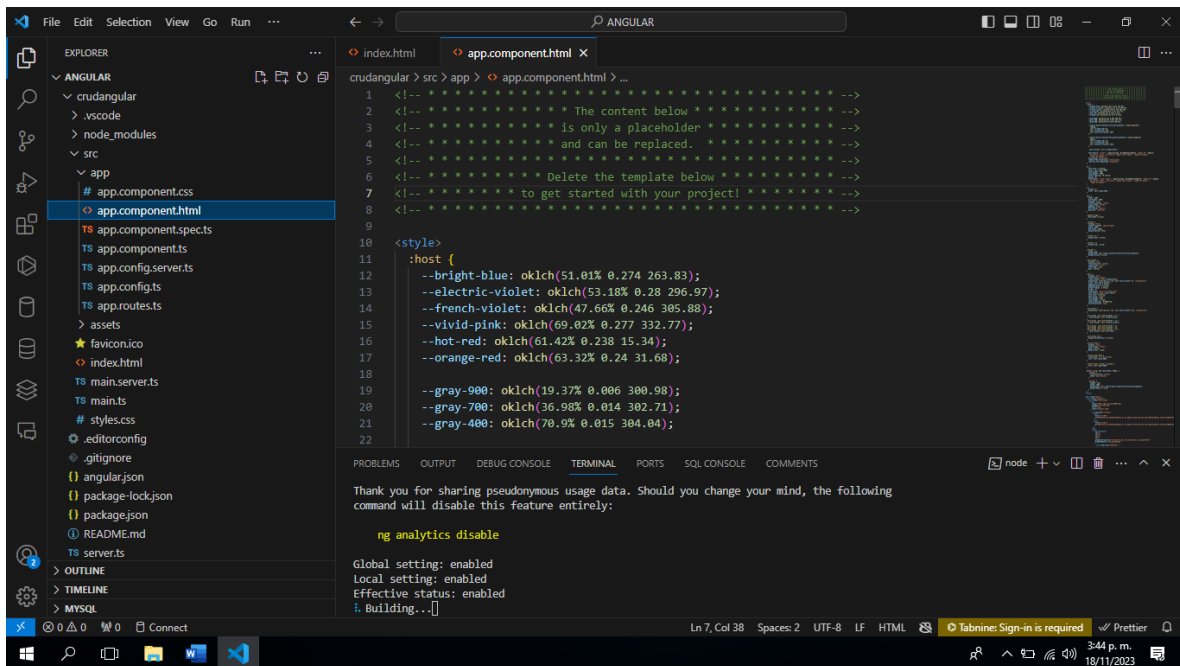 File Edit Selection View Go Run ···
ANGULAR
EXPLORER
ANGULAR
crudangular
.vscode
node_modules
src
app
# app.component.css
<> app.component.html
TS app.component.spec.ts
TS app.component.ts
TS app.config.server.ts
TS app.config.ts
TS app.routes.ts
assets
favicon.ico
<> index.html
TS main.server.ts
TS main.ts
# styles.css
.editorconfig
.gitignore
{} angular.json
{} package-lock.json
{} package.json
README.md
TS server.ts
OUTLINE
TIMELINE
MYSQL
<> index.html <> app.component.html
crudangular > src > app > <> app.component.html > ...
1 <!-- * * * * * * * * * * * * * * * * * * * * * * * * * * * * * * * -->
2 <!-- * * * * * * * * * * * The content below * * * * * * * * * * * -->
3 <!-- * * * * * * * * * * is only a placeholder * * * * * * * * * * -->
4 <!-- * * * * * * * * * * and can be replaced. * * * * * * * * * * -->
5 <!-- * * * * * * * * * * * * * * * * * * * * * * * * * * * * * * * -->
6 <!-- * * * * * * * * * Delete the template below * * * * * * * * * -->
7 <!-- * * * * * * * to get started with your project! * * * * * * * -->
8 <!-- * * * * * * * * * * * * * * * * * * * * * * * * * * * * * * * -->
9
10 <style>
11 :host {
12 --bright-blue: oklch(51.01% 0.274 263.83);
13 --electric-violet: oklch(53.18% 0.28 296.97);
14 --french-violet: oklch(47.66% 0.246 305.88);
15 --vivid-pink: oklch(69.02% 0.277 332.77);
16 --hot-red: oklch(61.42% 0.238 15.34);
17 --orange-red: oklch(63.32% 0.24 31.68);
18
19 --gray-900: oklch(19.37% 0.006 300.98);
20 --gray-700: oklch(36.98% 0.014 302.71);
21 --gray-400: oklch(70.9% 0.015 304.04);
22
PROBLEMS OUTPUT DEBUG CONSOLE TERMINAL PORTS SQL CONSOLE COMMENTS node
Thank you for sharing pseudonymous usage data. Should you change your mind, the following
command will disable this feature entirely:
ng analytics disable
Global setting: enabled
Local setting: enabled
Effective status: enabled
Building...
2
0 0 0 Connect Ln 7, Col 38 Spaces: 2 UTF-8 LF HTML Tabnine: Sign-in is required Prettier
3:44 p. m.
18/11/2023